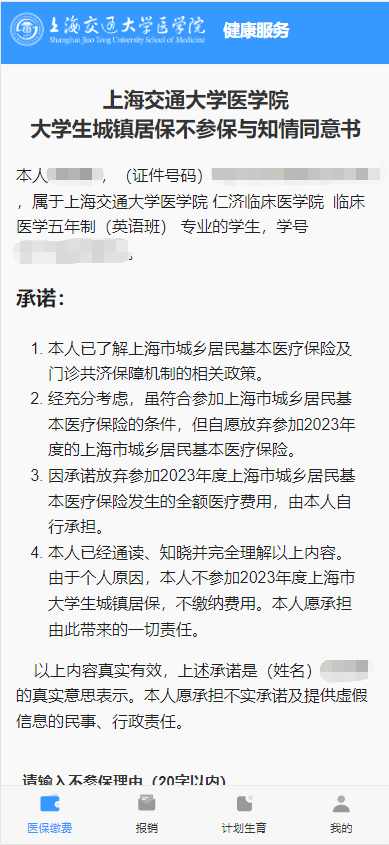 上海交通大学医学院 健康服务
Shanghai Jiao Tong University School of Medicine
上海交通大学医学院
大学生城镇居保不参保与知情同意书
本人 ，（证件号码）
，属于上海交通大学医学院 仁济临床医学院 临床
医学五年制（英语班） 专业的学生，学号
。
承诺：
1. 本人已了解上海市城乡居民基本医疗保险及
门诊共济保障机制的相关政策。
2. 经充分考虑，虽符合参加上海市城乡居民基
本医疗保险的条件，但自愿放弃参加2023年
度的上海市城乡居民基本医疗保险。
3. 因承诺放弃参加2023年度上海市城乡居民基
本医疗保险发生的全额医疗费用，由本人自
行承担。
4. 本人已经通读、知晓并完全理解以上内容。
由于个人原因，本人不参加2023年度上海市
大学生城镇居保，不缴纳费用。本人愿承担
由此带来的一切责任。
以上内容真实有效，上述承诺是（姓名）
的真实意思表示。本人愿承担不实承诺及提供虚假
信息的民事、行政责任。
请输入不参保理由（20字以内）
医保缴费 报销 计划生育 我的